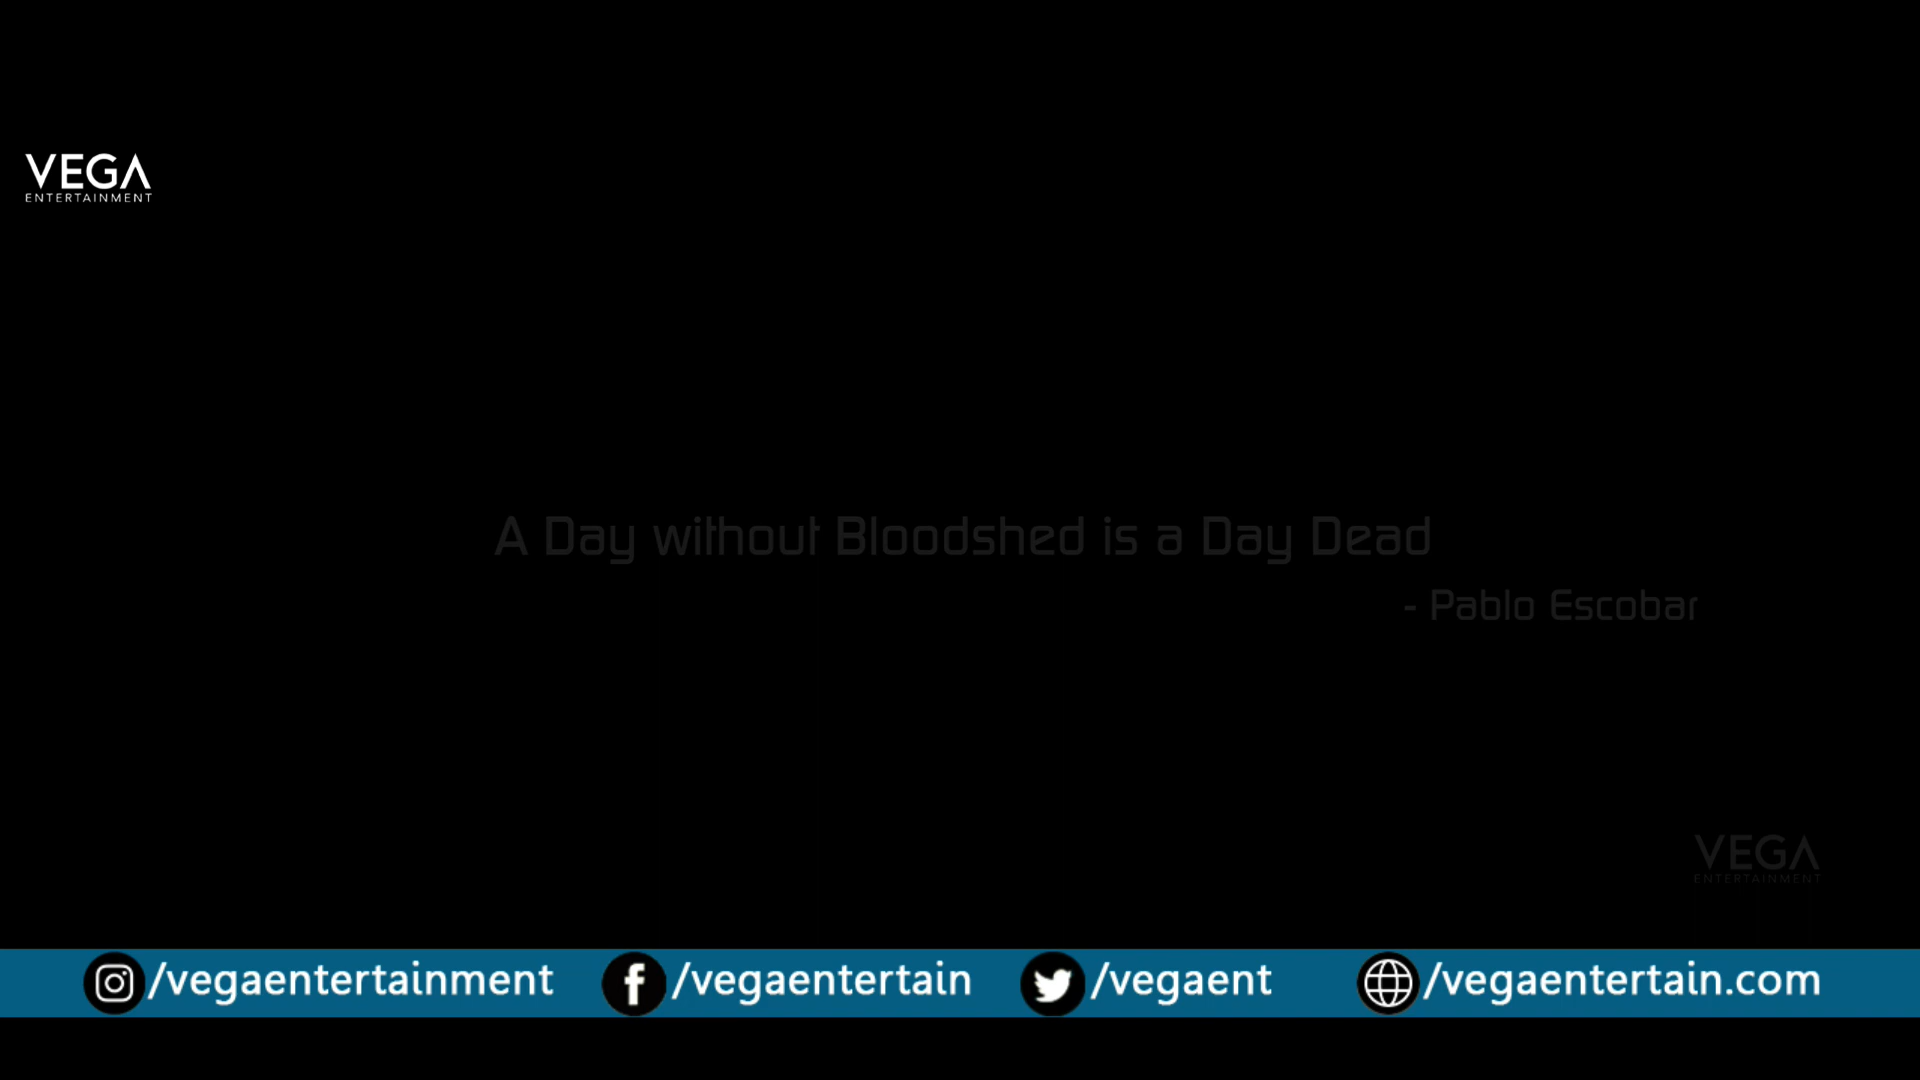 VEGA
ENTERTAINMENT
A Day without Bloodshed is a Day Dead
- Pablo Escobar
VEGA
ENTERTAINMENT
/vegaentertainment /vegaentertain /vegaent /vegaentertain.com